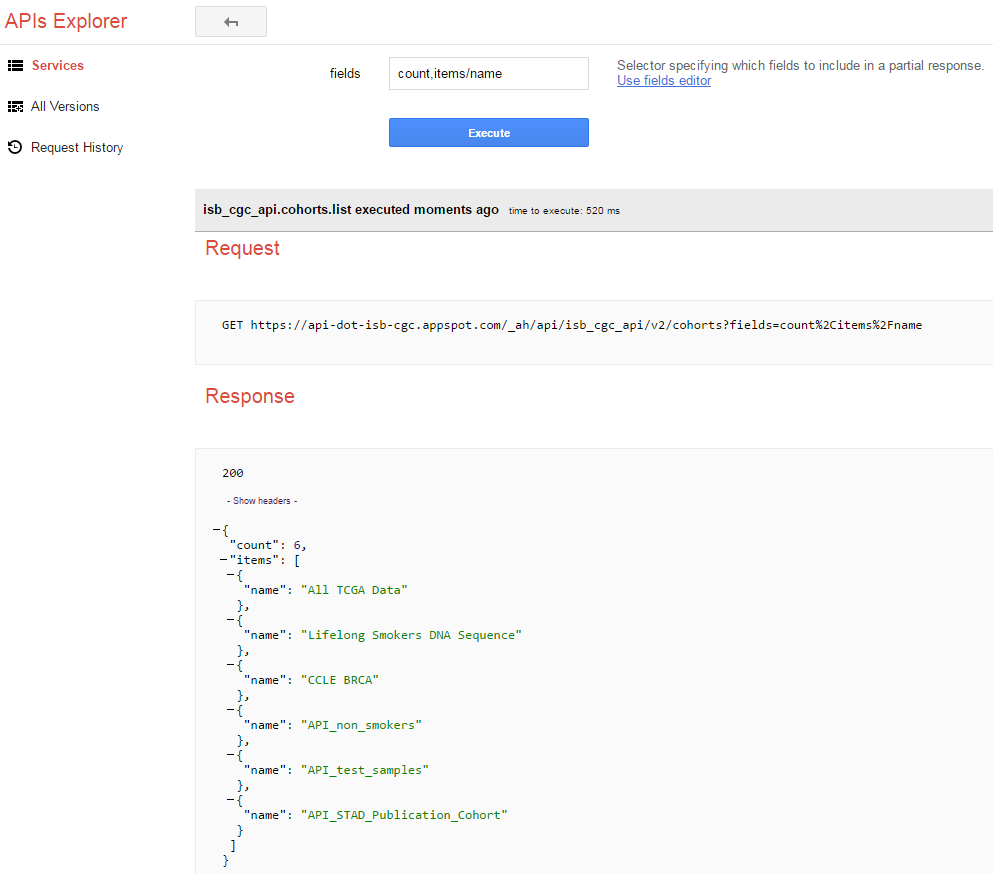 APIs Explorer
Services
All Versions
Request History
fields
count,items/name
Selector specifying which fields to include in a partial response.
Use fields editor
Execute
isb_cgc_api.cohorts.list executed moments ago time to execute: 520 ms
Request
GET https://api-dot-isb-cgc.appspot.com/_ah/api/isb_cgc_api/v2/cohorts?fields=count%2Citems%2Fname
Response
200
- Show headers -
{
"count": 6,
"items": [
{
"name": "All TCGA Data"
},
{
"name": "Lifelong Smokers DNA Sequence"
},
{
"name": "CCLE BRCA"
},
{
"name": "API_non_smokers"
},
{
"name": "API_test_samples"
},
{
"name": "API_STAD_Publication_Cohort"
}
]
}